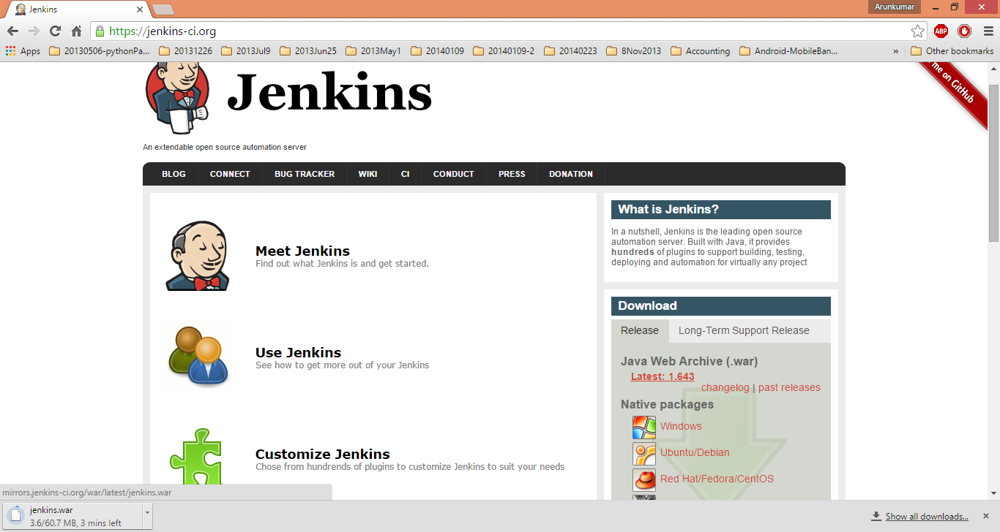 Jenkins
Arunkumar
https://jenkins-ci.org
ABP
Apps
20130506-pythonPa...
20131226
2013Jul9
2013Jun25
2013May1
20140109
20140109-2
20140223
8Nov2013
Accounting
Android-MobileBan...
»
Other bookmarks
Jenkins
me on GitHub
An extendable open source automation server
BLOG
CONNECT
BUG TRACKER
WIKI
CI
CONDUCT
PRESS
DONATION
Meet Jenkins
Find out what Jenkins is and get started.
Use Jenkins
See how to get more out of your Jenkins
Customize Jenkins
Chose from hundrends of plugins to customize Jenkins to suit your needs
What is Jenkins?
In a nutshell, Jenkins is the leading open source
automation server. Built with Java, it provides
hundreds of plugins to support building, testing,
deploying and automation for virtually any project
Download
Release
Long-Term Support Release
Java Web Archive (.war)
Latest: 1.643
changelog | past releases
Native packages
Windows
Ubuntu/Debian
Red Hat/Fedora/CentOS
mirrors.jenkins-ci.org/war/latest/jenkins.war
jenkins.war
3.6/60.7 MB, 3 mins left
Show all downloads...